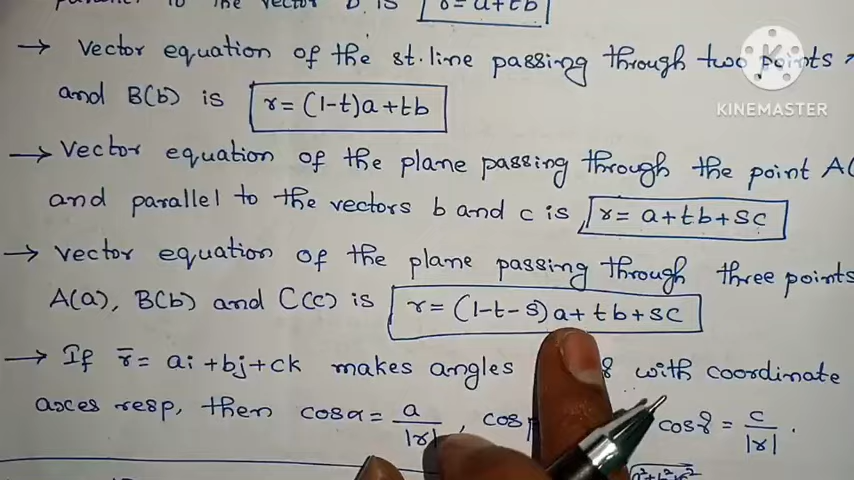 to the vector b is r = a+tb
→ Vector equation of the st.line passing through two points
and B(b) is r = (1-t)a+tb
→ Vector equation of the plane passing through the point A(
and parallel to the vectors b and c is r = a+tb+sc
→ Vector equation of the plane passing through three points
A(a), B(b) and C(c) is r = (1-t-s)a+tb+sc
→ If r̅ = ai+bj+ck makes angles with coordinate
axes resp, then cosα = a/|r|, cos cosγ = c/|r|.
KINEMASTER